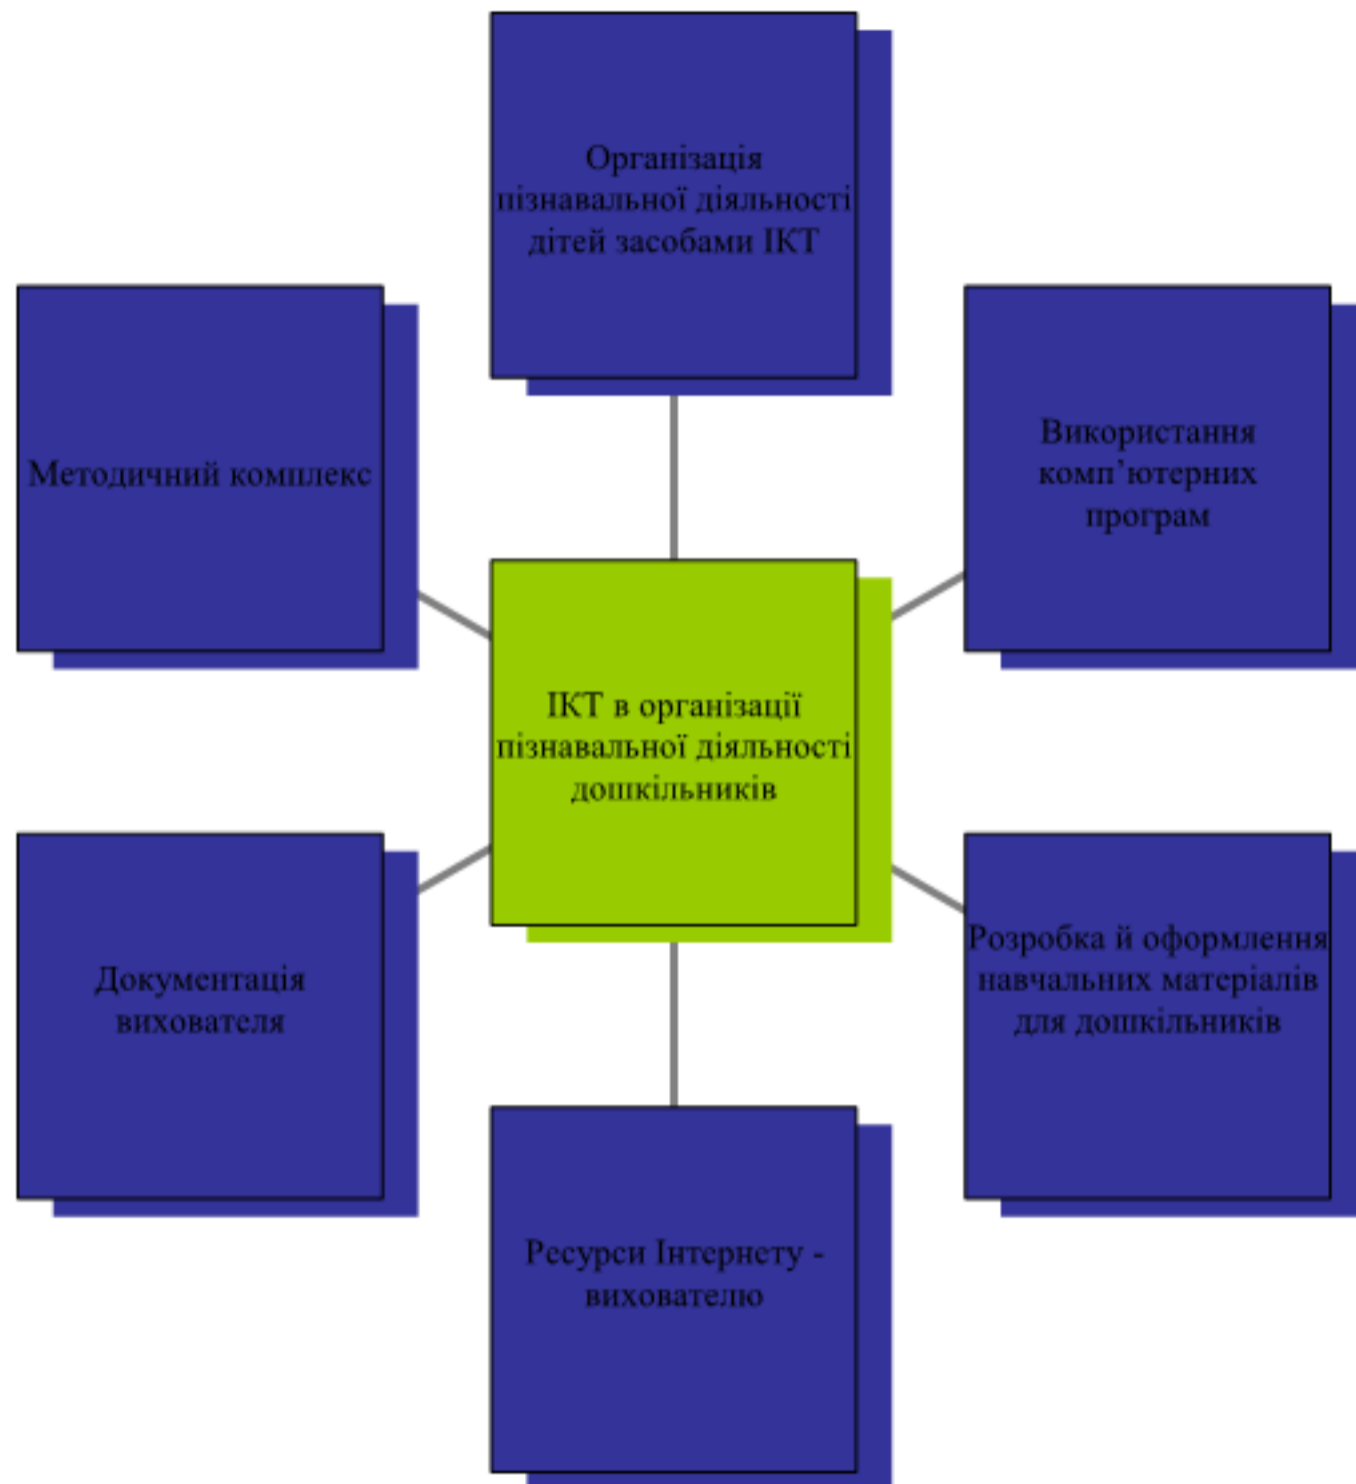 Організація
пізнавальної діяльності
дітей засобами ІКТ
Методичний комплекс
Використання
комп’ютерних
програм
ІКТ в організації
пізнавальної діяльності
дошкільників
Документація
вихователя
Розробка й оформлення
навчальних матеріалів
для дошкільників
Ресурси Інтернету -
вихователю